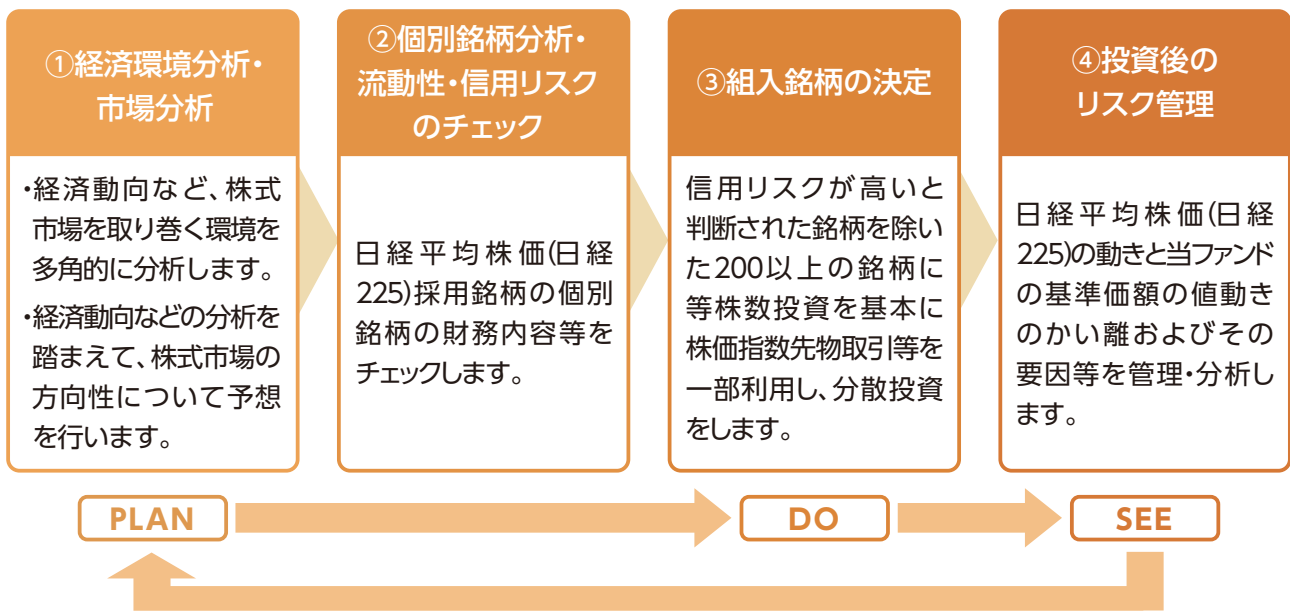 ①経済環境分析・
市場分析
・経済動向など、株式
市場を取り巻く環境を
多角的に分析します。
・経済動向などの分析を
踏まえて、株式市場の
方向性について予想
を行います。
②個別銘柄分析・
流動性・信用リスク
のチェック
日経平均株価(日経
225)採用銘柄の個別
銘柄の財務内容等を
チェックします。
③組入銘柄の決定
信用リスクが高いと
判断された銘柄を除い
た200以上の銘柄に
等株数投資を基本に
株価指数先物取引等を
一部利用し、分散投資
をします。
④投資後の
リスク管理
日経平均株価(日経
225)の動きと当ファンド
の基準価額の値動き
のかい離およびその
要因等を管理・分析し
ます。
PLAN
DO
SEE